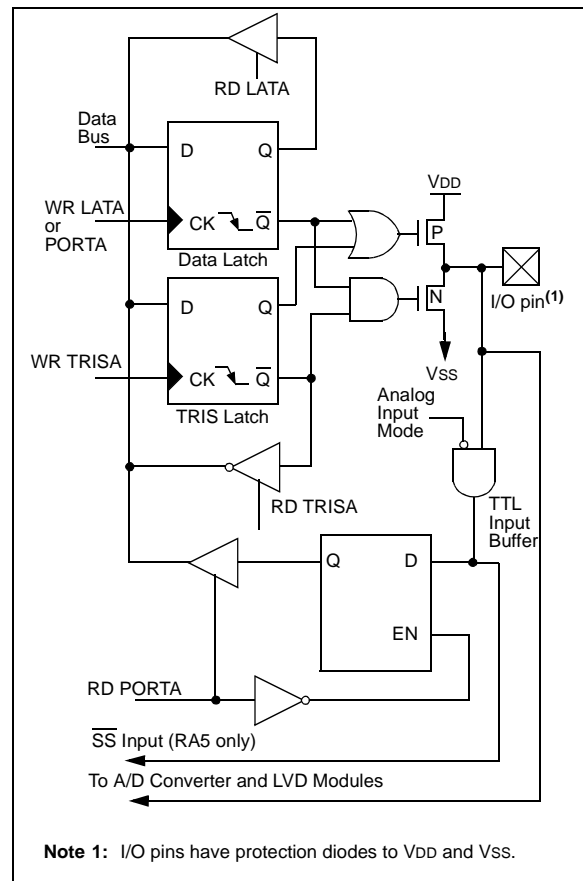 RD LATA
Data
Bus
D
Q
VDD
WR LATA
or
PORTA
CK
Q̅
P
Data Latch
I/O pin(1)
D
Q
N
WR TRISA
CK
Q̅
VSS
TRIS Latch
Analog
Input
Mode
RD TRISA
TTL
Input
Buffer
Q
D
EN
RD PORTA
S̅S̅ Input (RA5 only)
To A/D Converter and LVD Modules
Note 1: I/O pins have protection diodes to VDD and VSS.